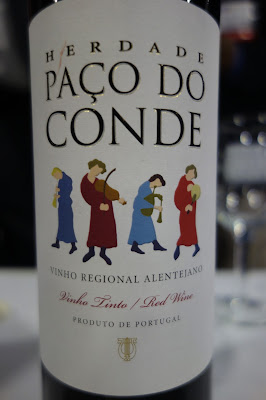 HERDADE
PAÇO DO
CONDE
VINHO REGIONAL ALENTEJANO
Vinho Tinto / Red Wine
PRODUTO DE PORTUGAL